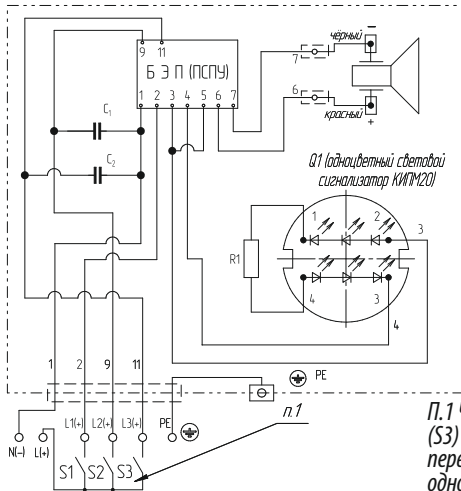 9 11
Б Э П (ПСПУ)
1 2 3 4 5 6 7
C1
C2
чёрный
−
7
6
красный
+
Q1 (одноцветный световой
сигнализатор КИПМ20)
1 2
3
R1
4 3
4
1 2 9 11
PE
п.1
L1(+) L2(+) L3(+) PE
N(−) L(+)
S1 S2 S3
П.1
(S3)
пере
одно